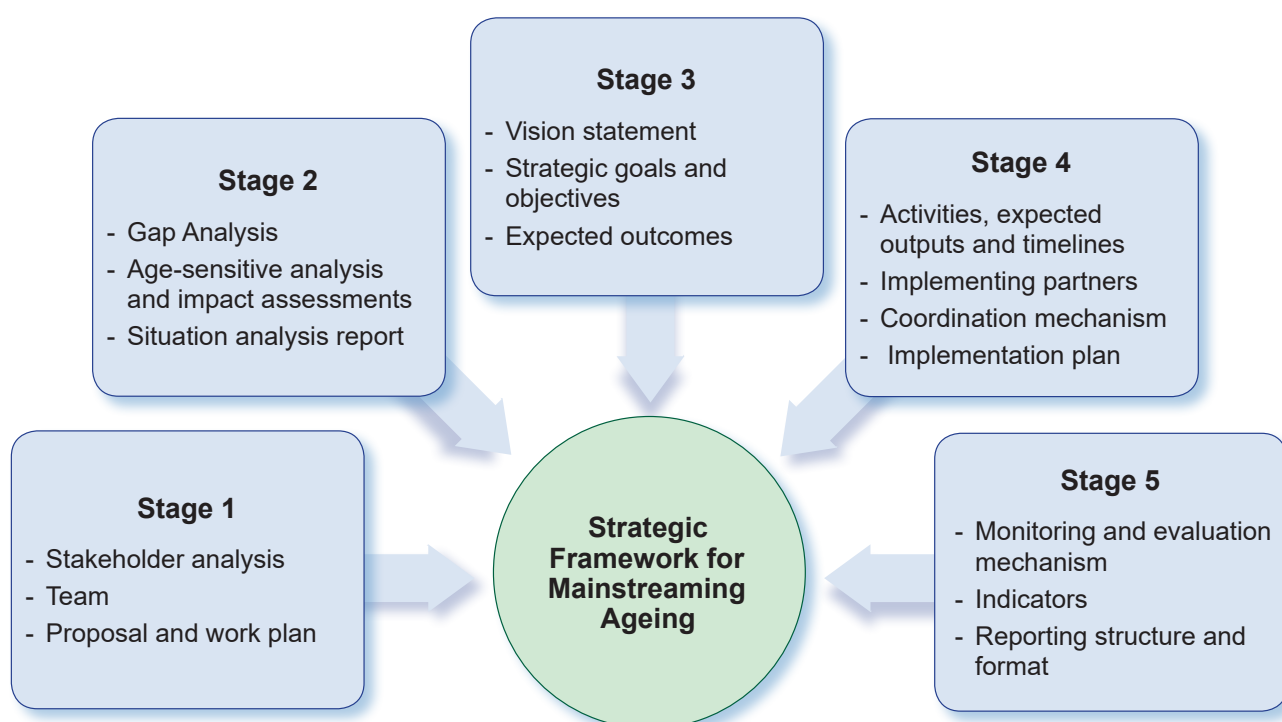 Stage 1
- Stakeholder analysis
- Team
- Proposal and work plan
Stage 2
- Gap Analysis
- Age-sensitive analysis
and impact assessments
- Situation analysis report
Stage 3
- Vision statement
- Strategic goals and
objectives
- Expected outcomes
Stage 4
- Activities, expected
outputs and timelines
- Implementing partners
- Coordination mechanism
- Implementation plan
Stage 5
- Monitoring and evaluation
mechanism
- Indicators
- Reporting structure and
format
Strategic
Framework for
Mainstreaming
Ageing